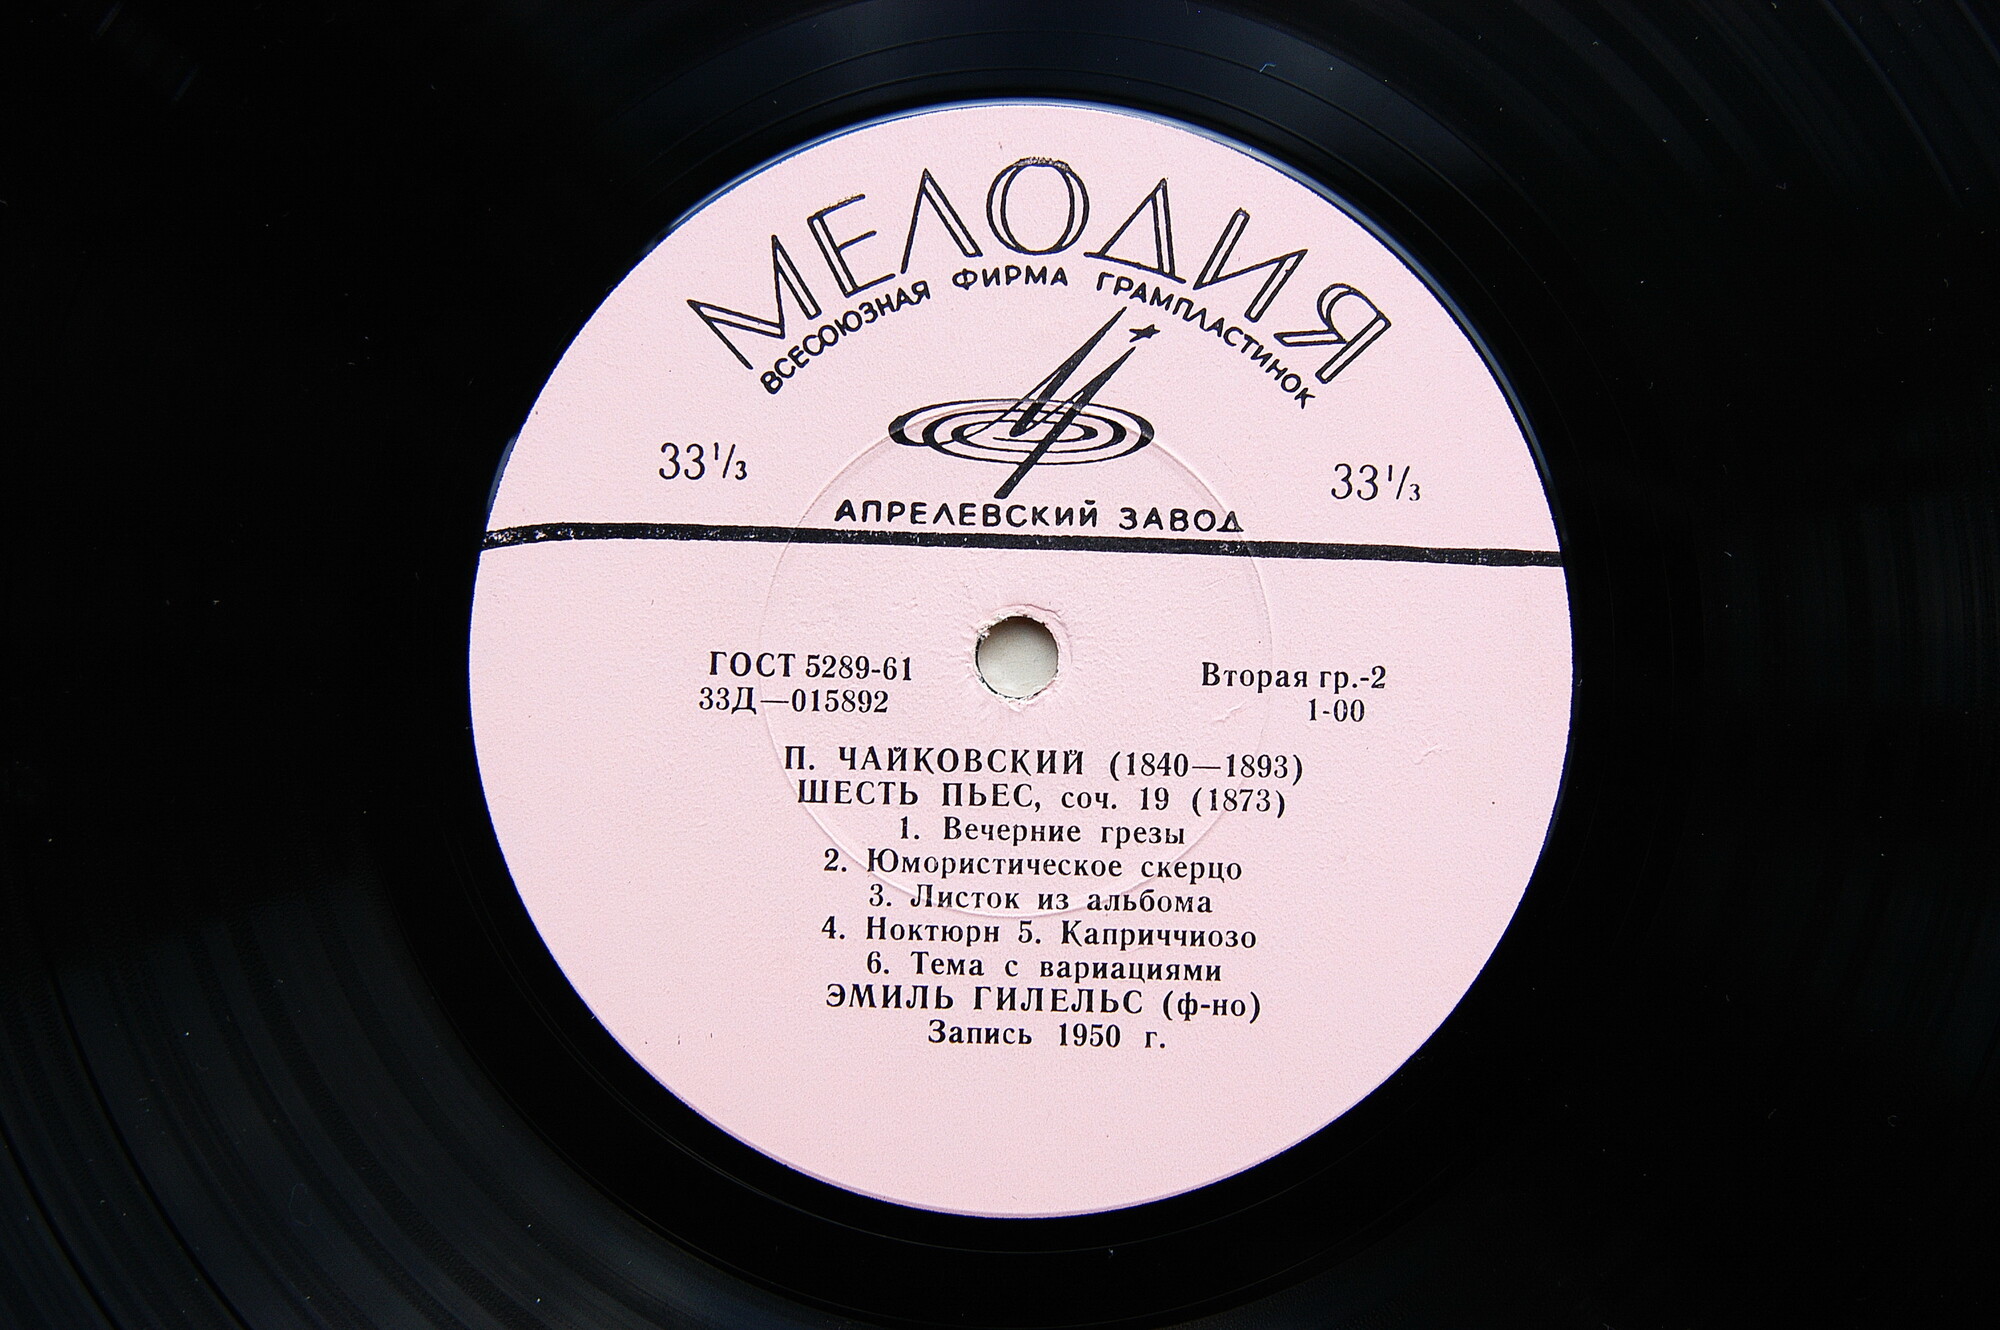 МЕЛОДИЯ
ВСЕСОЮЗНАЯ ФИРМА ГРАМПЛАСТИНОК
33 1/3
33 1/3
АПРЕЛЕВСКИЙ ЗАВОД
ГОСТ 5289-61
33Д—015892
Вторая гр.-2
1-00
П. ЧАЙКОВСКИЙ (1840—1893)
ШЕСТЬ ПЬЕС, соч. 19 (1873)
1. Вечерние грезы
2. Юмористическое скерцо
3. Листок из альбома
4. Ноктюрн 5. Каприччиозо
6. Тема с вариациями
ЭМИЛЬ ГИЛЕЛЬС (ф-но)
Запись 1950 г.